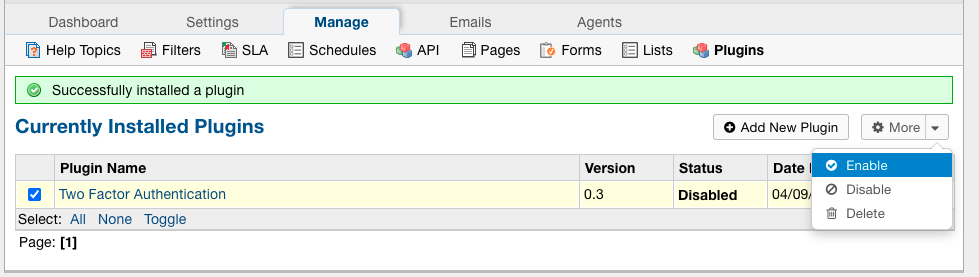 Dashboard Settings Manage Emails Agents
Help Topics Filters SLA Schedules API Pages Forms Lists Plugins
Successfully installed a plugin
Currently Installed Plugins Add New Plugin More
Plugin Name Version Status Date
Enable
Two Factor Authentication 0.3 Disabled 04/09/
Disable
Select: All None Toggle
Delete
Page: [1]